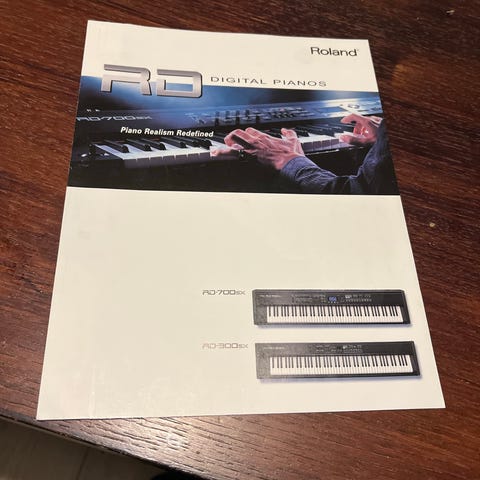 Roland
RD DIGITAL PIANOS
RD-700SX
Piano Realism Redefined
RD-700SX
RD-300SX